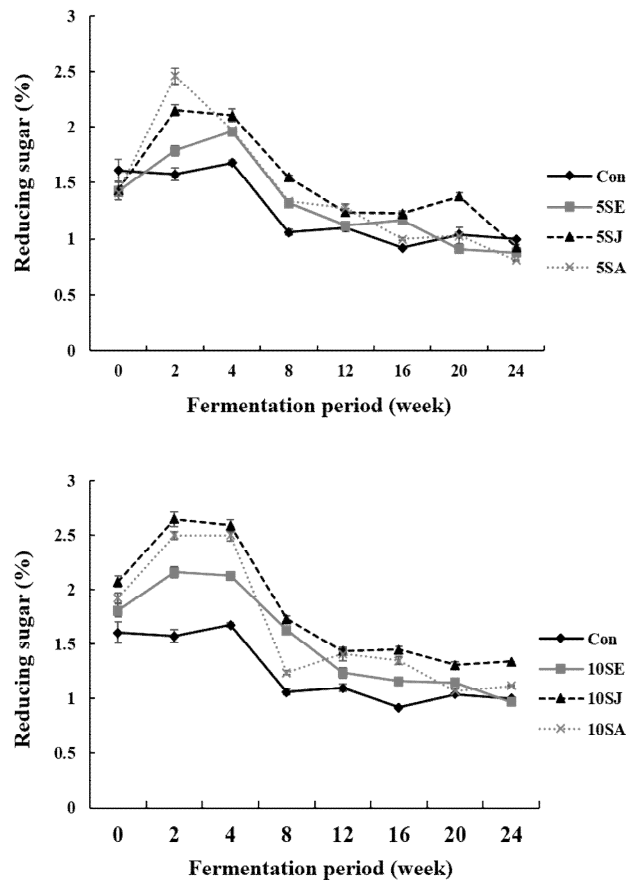 3
2.5
2
1.5
1
0.5
0
Reducing sugar (%)
0 2 4 8 12 16 20 24
Fermentation period (week)
Con
5SE
5SJ
5SA
3
2.5
2
1.5
1
0.5
0
Reducing sugar (%)
0 2 4 8 12 16 20 24
Fermentation period (week)
Con
10SE
10SJ
10SA